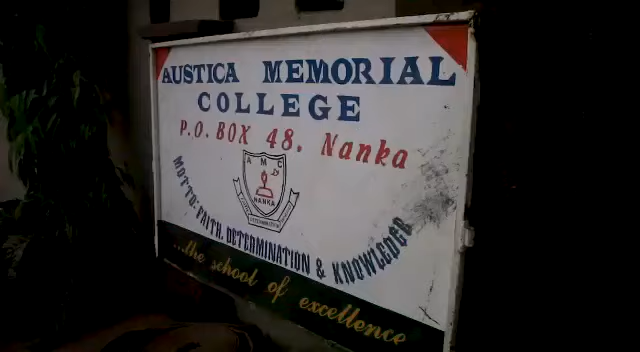 AUSTICA MEMORIAL
COLLEGE
P.O. BOX 48. Nanka
A M C
NANKA
MOTTO: FAITH, DETERMINATION & KNOWLEDGE
...the school of excellence